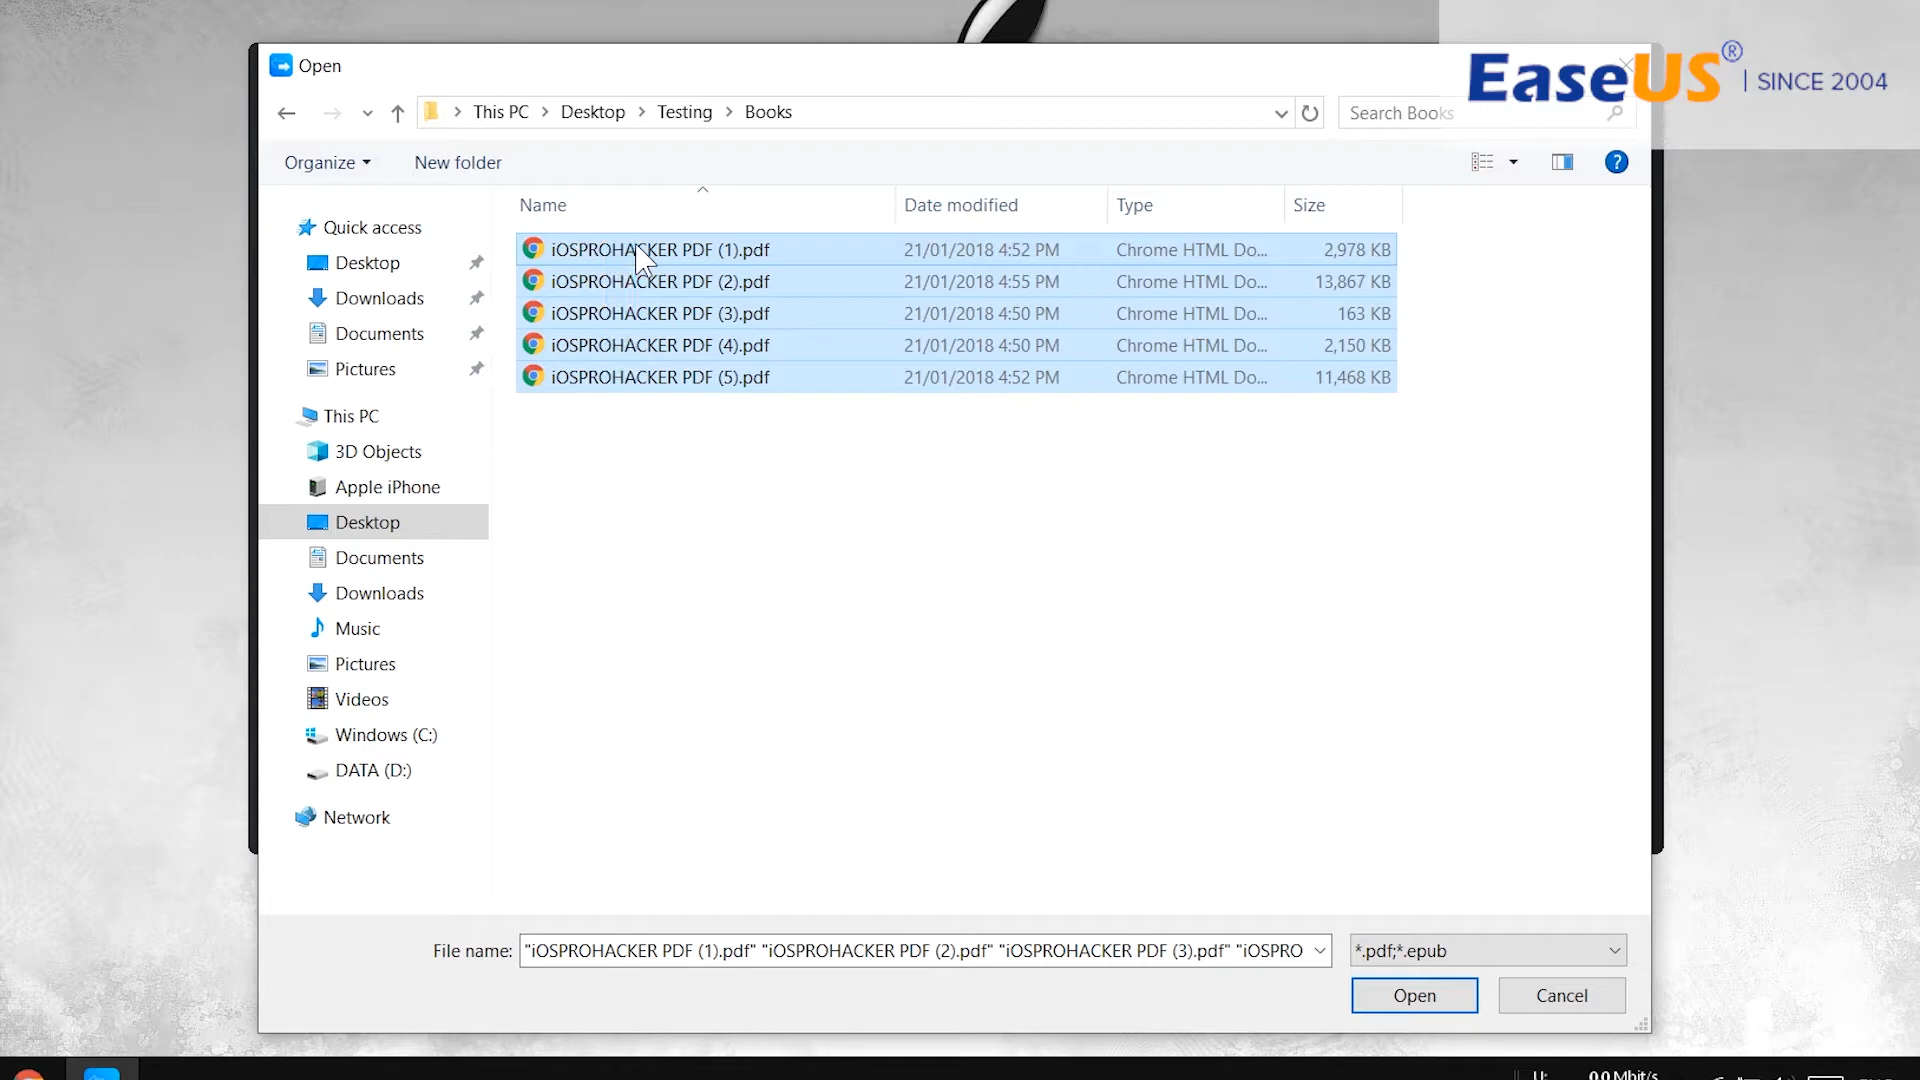 Open
EaseUS® | SINCE 2004
This PC > Desktop > Testing > Books
Search Books
Organize
New folder
Name Date modified Type Size
iOSPROHACKER PDF (1).pdf 21/01/2018 4:52 PM Chrome HTML Do... 2,978 KB
iOSPROHACKER PDF (2).pdf 21/01/2018 4:55 PM Chrome HTML Do... 13,867 KB
iOSPROHACKER PDF (3).pdf 21/01/2018 4:50 PM Chrome HTML Do... 163 KB
iOSPROHACKER PDF (4).pdf 21/01/2018 4:50 PM Chrome HTML Do... 2,150 KB
iOSPROHACKER PDF (5).pdf 21/01/2018 4:52 PM Chrome HTML Do... 11,468 KB
Quick access
Desktop
Downloads
Documents
Pictures
This PC
3D Objects
Apple iPhone
Desktop
Documents
Downloads
Music
Pictures
Videos
Windows (C:)
DATA (D:)
Network
File name: "iOSPROHACKER PDF (1).pdf" "iOSPROHACKER PDF (2).pdf" "iOSPROHACKER PDF (3).pdf" "iOSPRO
*.pdf;*.epub
Open
Cancel
U: 0.0 Mbit/s